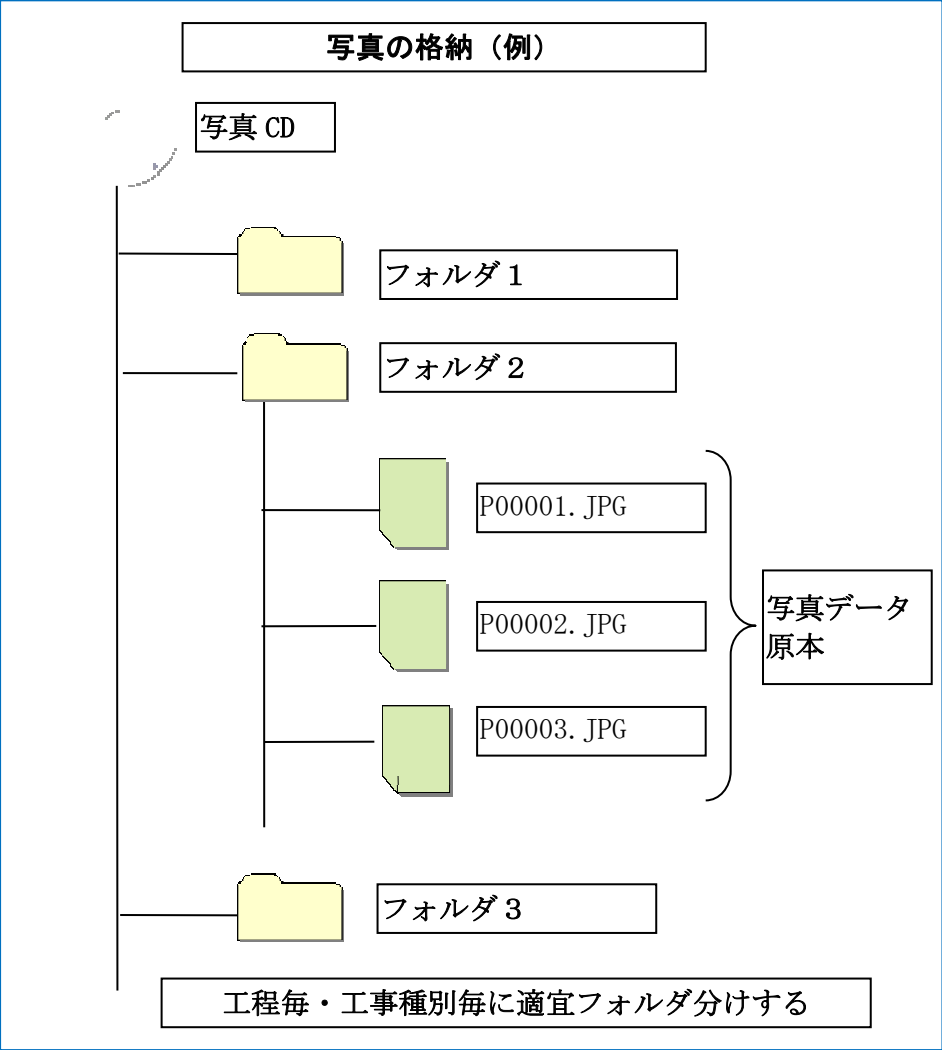 写真の格納（例）
写真 CD
フォルダ１
フォルダ２
P00001.JPG
P00002.JPG
P00003.JPG
写真データ
原本
フォルダ３
工程毎・工事種別毎に適宜フォルダ分けする